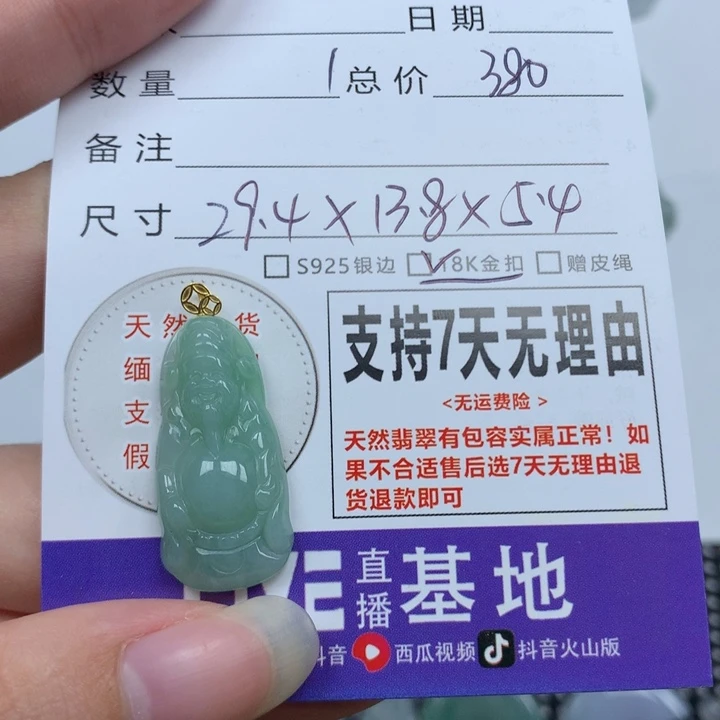 日期
数量 1 总价 380
备注
尺寸 29.4×13.8×5.4
S925银边 18K金扣 赠皮绳
天然 货
缅
支
假
支持7天无理由
<无运费险 >
天然翡翠有包容实属正常！如
果不合适售后选7天无理由退
货退款即可
直播
基地
抖音 西瓜视频 抖音火山版